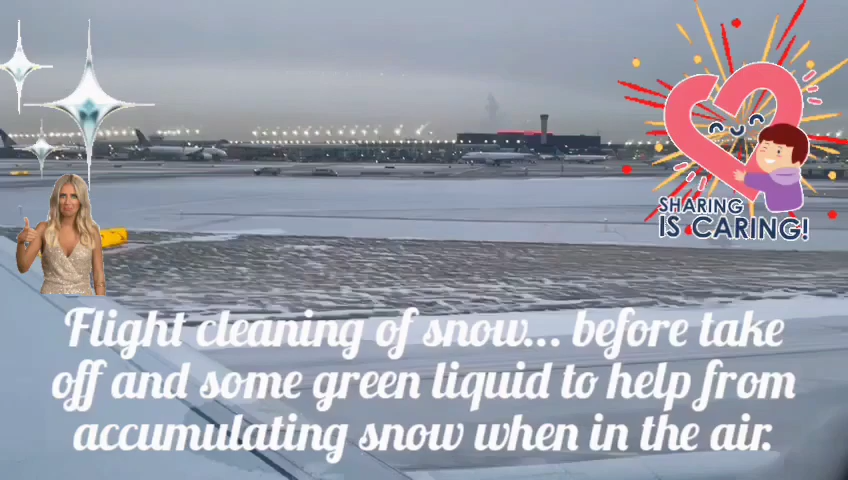 SHARING
IS CARING!
Flight cleaning of snow... before take
off and some green liquid to help from
accumulating snow when in the air.